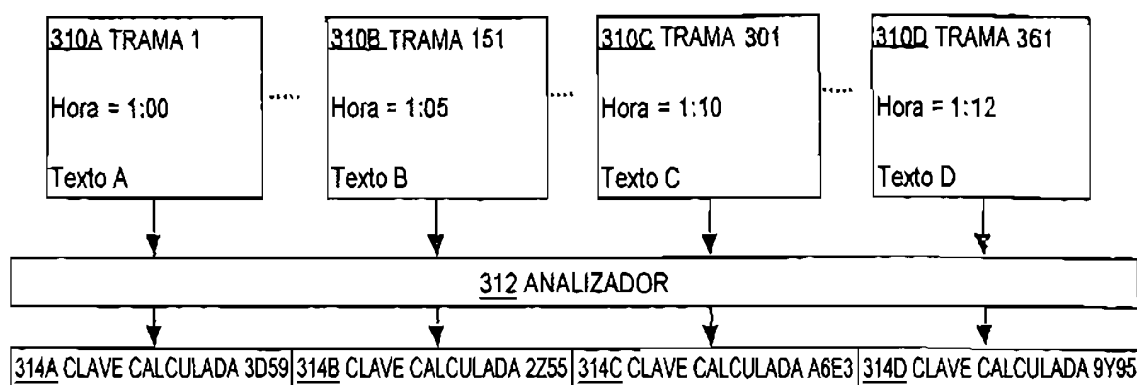 310A TRAMA 1
Hora = 1:00
Texto A
310B TRAMA 151
Hora = 1:05
Texto B
310C TRAMA 301
Hora = 1:10
Texto C
310D TRAMA 361
Hora = 1:12
Texto D
312 ANALIZADOR
314A CLAVE CALCULADA 3D59
314B CLAVE CALCULADA 2Z55
314C CLAVE CALCULADA A6E3
314D CLAVE CALCULADA 9Y95